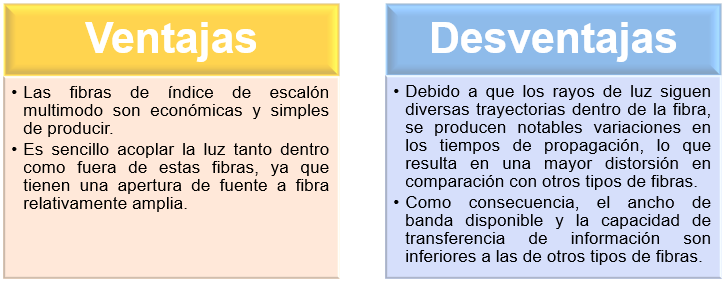 Ventajas
• Las fibras de índice de escalón
multimodo son económicas y simples
de producir.
• Es sencillo acoplar la luz tanto dentro
como fuera de estas fibras, ya que
tienen una apertura de fuente a fibra
relativamente amplia.
Desventajas
• Debido a que los rayos de luz siguen
diversas trayectorias dentro de la fibra,
se producen notables variaciones en
los tiempos de propagación, lo que
resulta en una mayor distorsión en
comparación con otros tipos de fibras.
• Como consecuencia, el ancho de
banda disponible y la capacidad de
transferencia de información son
inferiores a las de otros tipos de fibras.